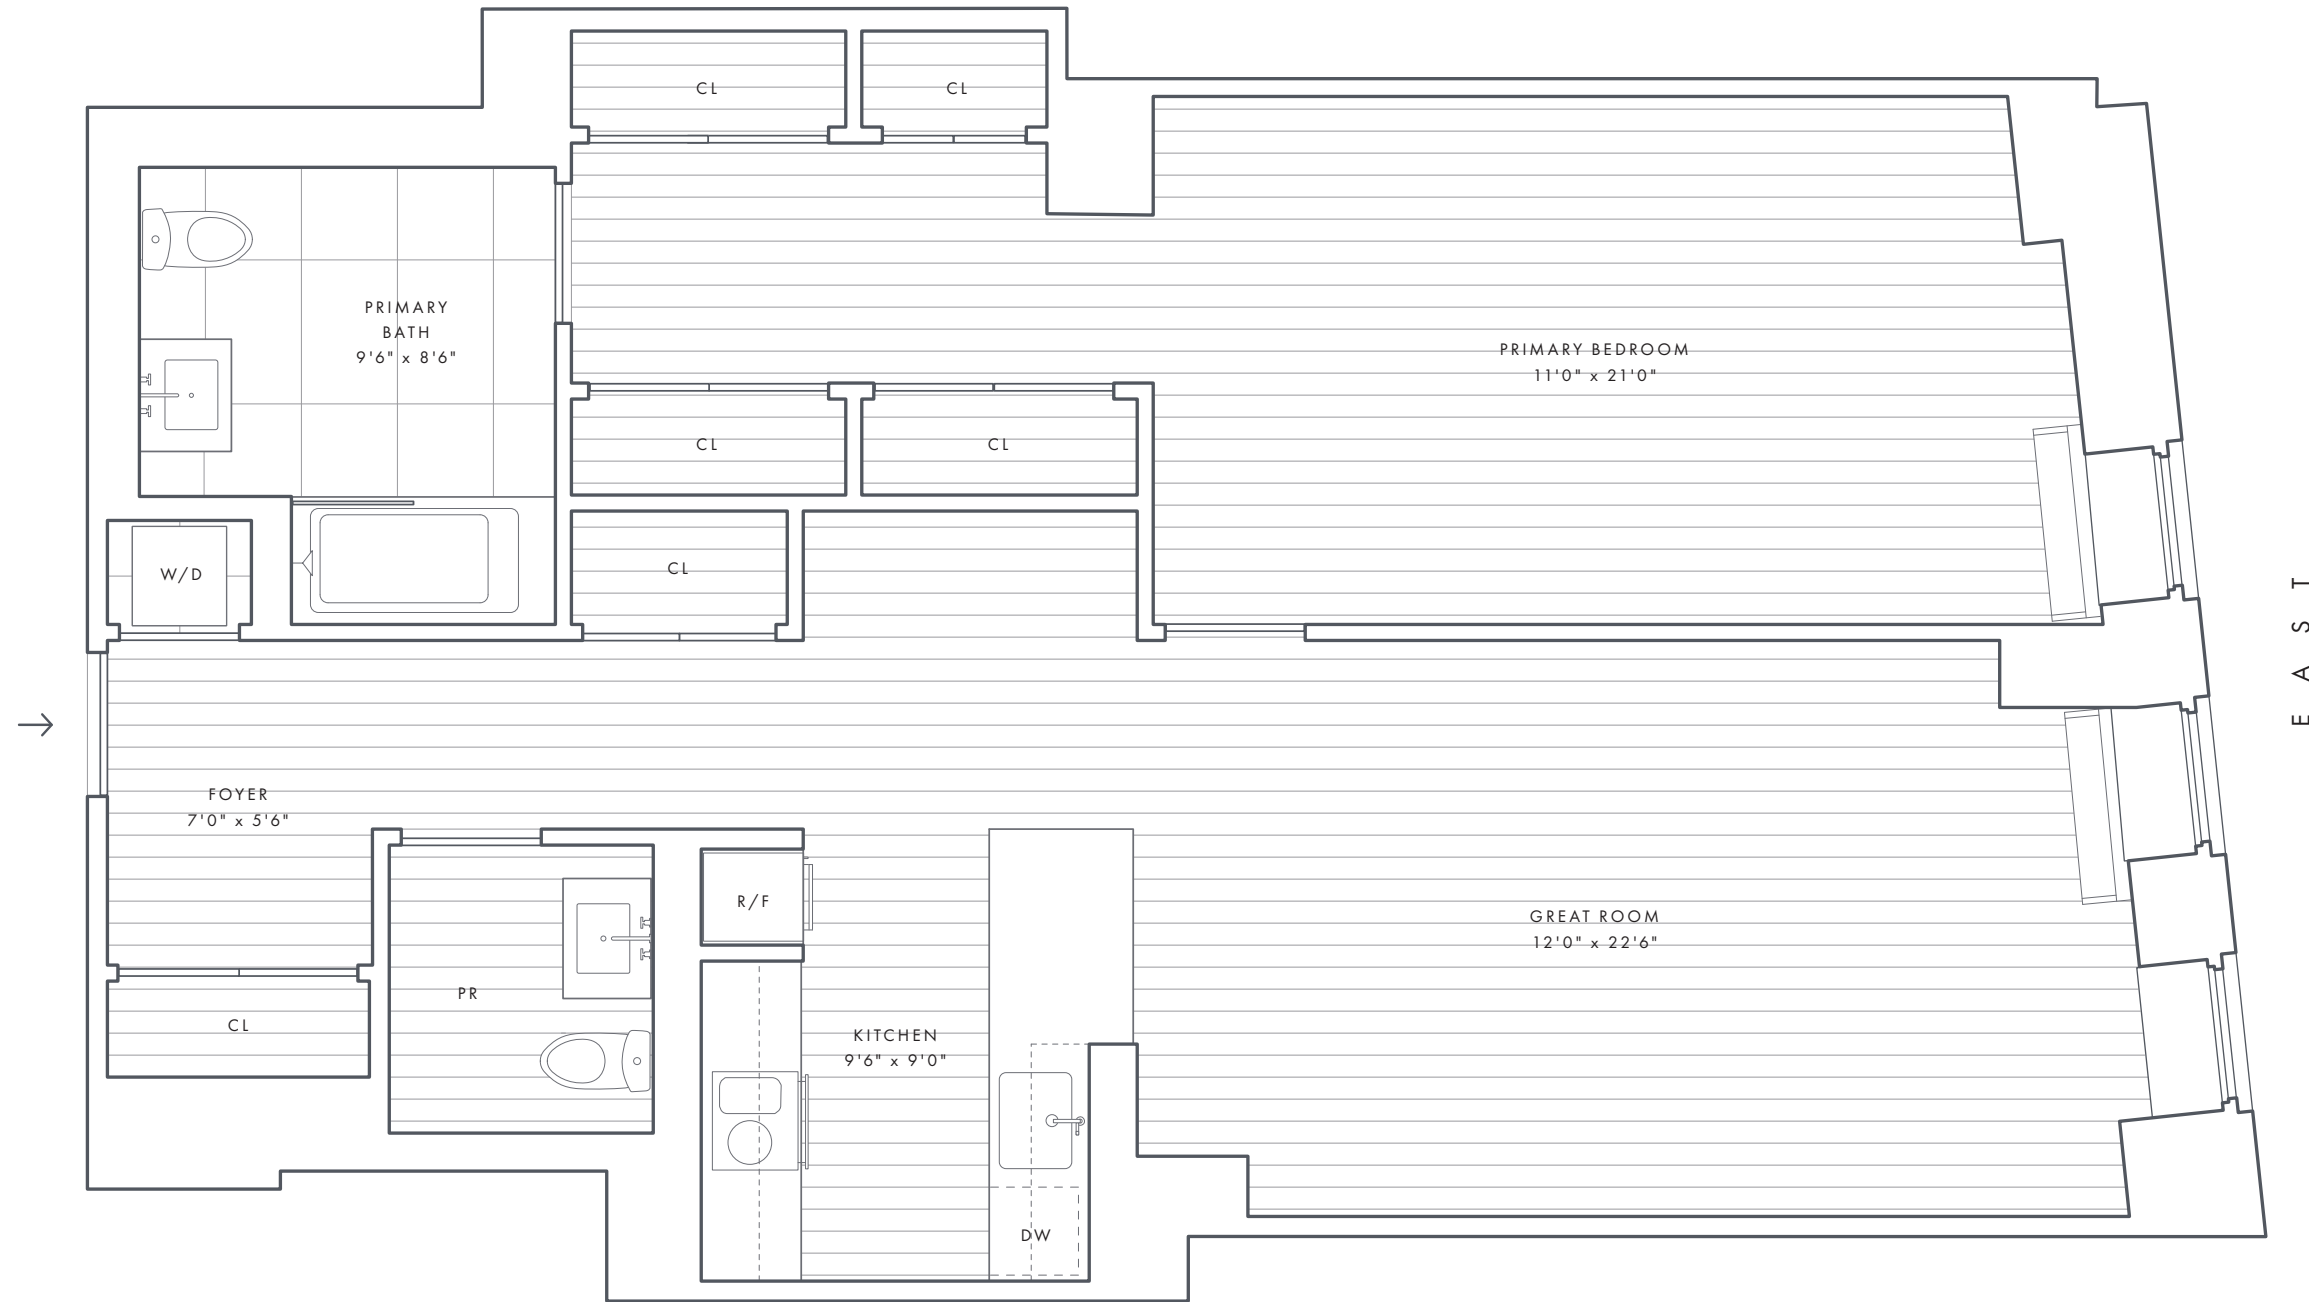 CL
CL
PRIMARY
BATH
9'6" x 8'6"
PRIMARY BEDROOM
11'0" x 21'0"
CL
CL
W/D
CL
EAST
FOYER
7'0" x 5'6"
R/F
GREAT ROOM
12'0" x 22'6"
PR
CL
KITCHEN
9'6" x 9'0"
DW